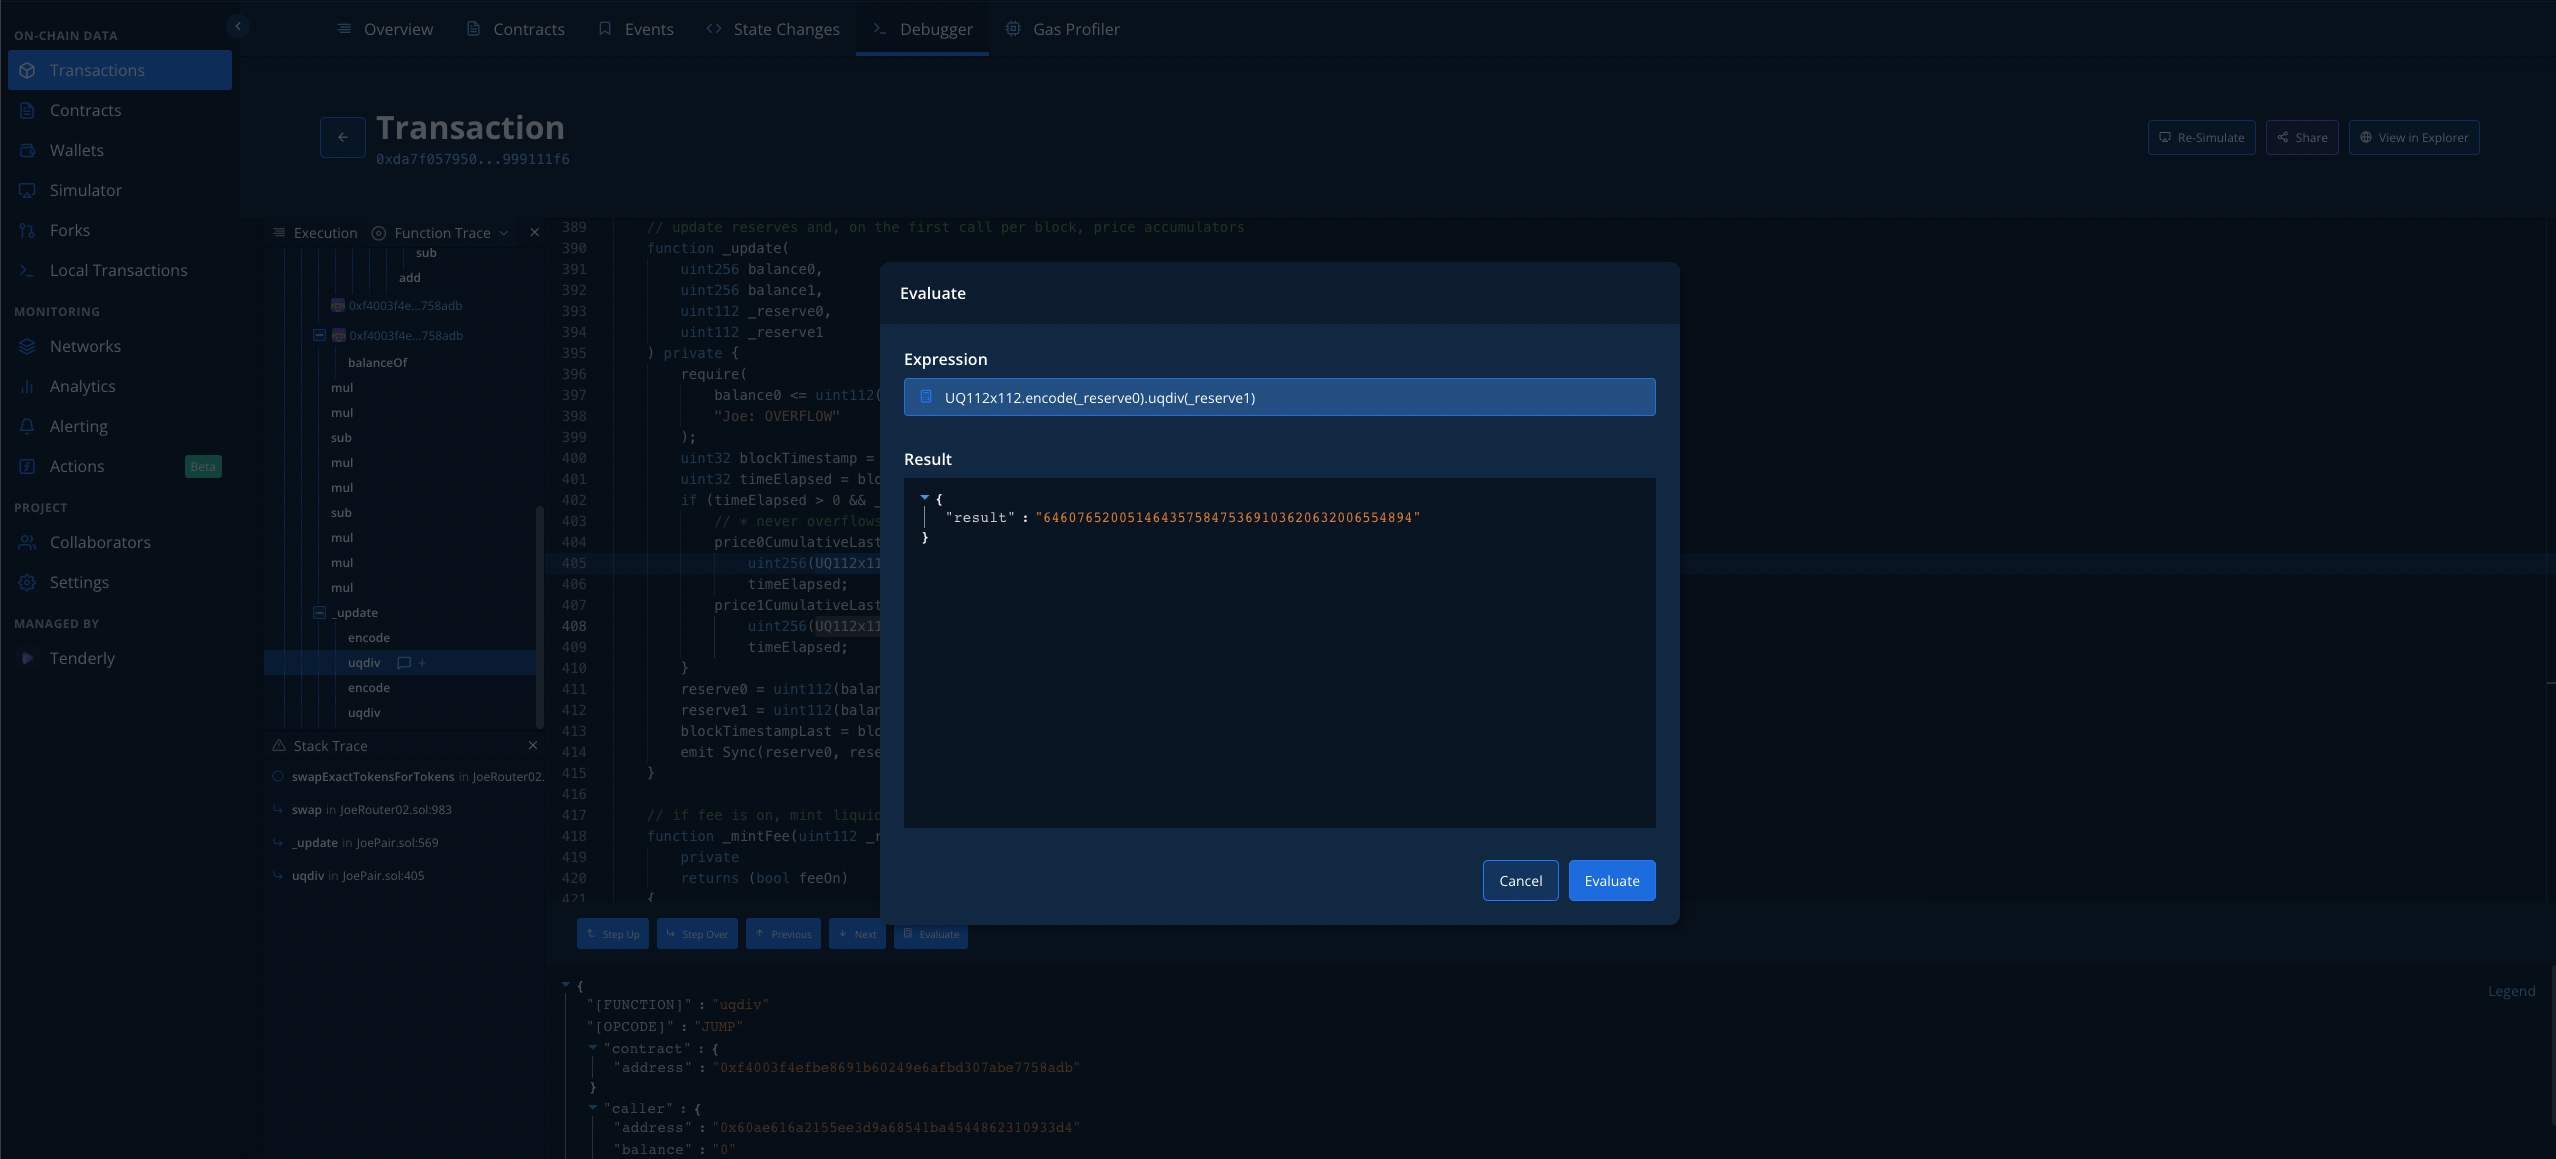 ON-CHAIN DATA
Transactions
Contracts
Wallets
Simulator
Forks
Local Transactions
MONITORING
Networks
Analytics
Alerting
Actions Beta
PROJECT
Collaborators
Settings
MANAGED BY
Tenderly
Overview Contracts Events State Changes Debugger Gas Profiler
Transaction
0xda7f057950...999111f6
Re-Simulate Share View in Explorer
Execution Function Trace
sub
add
0xf4003f4e...758adb
0xf4003f4e...758adb
balanceOf
mul
mul
sub
mul
mul
sub
mul
mul
mul
_update
encode
uqdiv
encode
uqdiv
Stack Trace
swapExactTokensForTokens in JoeRouter02.
swap in JoeRouter02.sol:983
_update in JoePair.sol:569
uqdiv in JoePair.sol:405
389 // update reserves and, on the first call per block, price accumulators
390 function _update(
391 uint256 balance0,
392 uint256 balance1,
393 uint112 _reserve0,
394 uint112 _reserve1
395 ) private {
396 require(
397 balance0 <= uint112(
398 "Joe: OVERFLOW"
399 );
400 uint32 blockTimestamp =
401 uint32 timeElapsed = blo
402 if (timeElapsed > 0 && _
403 // * never overflows
404 price0CumulativeLast
405 uint256(UQ112x11
406 timeElapsed;
407 price1CumulativeLast
408 uint256(UQ112x11
409 timeElapsed;
410 }
411 reserve0 = uint112(balan
412 reserve1 = uint112(balan
413 blockTimestampLast = blo
414 emit Sync(reserve0, rese
415 }
416
417 // if fee is on, mint liquid
418 function _mintFee(uint112 _r
419 private
420 returns (bool feeOn)
421 {
Evaluate
Expression
UQ112x112.encode(_reserve0).uqdiv(_reserve1)
Result
{
"result" : "64607652005146435758475369103620632006554894"
}
Cancel Evaluate
Step Up Step Over Previous Next Evaluate
Legend
{
"[FUNCTION]" : "uqdiv"
"[OPCODE]" : "JUMP"
"contract" : {
"address" : "0xf4003f4efbe8691b60249e6afbd307abe7758adb"
}
"caller" : {
"address" : "0x60ae616a2155ee3d9a68541ba4544862310933d4"
"balance" : "0"